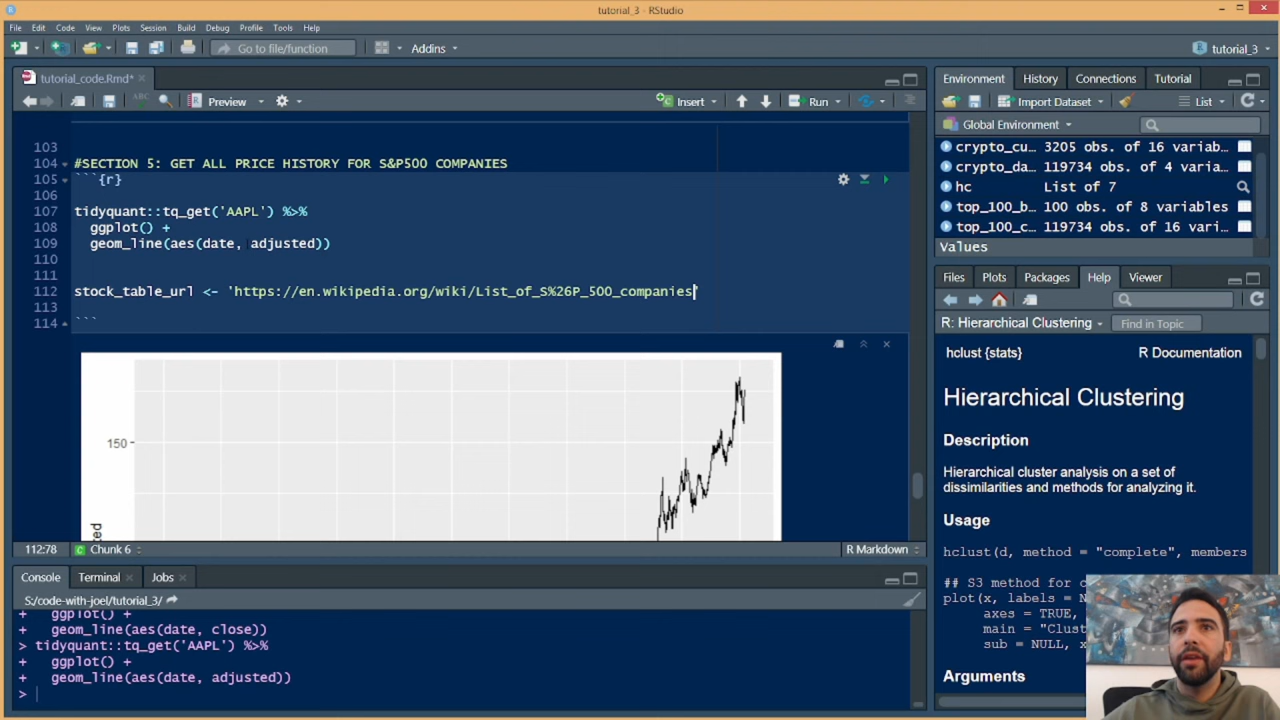 tutorial_3 - RStudio
File Edit Code View Plots Session Build Debug Profile Tools Help
Go to file/function Addins tutorial_3
tutorial_code.Rmd*
Preview Insert Run
103
104 #SECTION 5: GET ALL PRICE HISTORY FOR S&P500 COMPANIES
105 ```{r}
106
107 tidyquant::tq_get('AAPL') %>%
108 ggplot() +
109 geom_line(aes(date, adjusted))
110
111
112 stock_table_url <- 'https://en.wikipedia.org/wiki/List_of_S%26P_500_companies'
113
114 ```
150
112:78 Chunk 6 R Markdown
Console Terminal Jobs
S:/code-with-joel/tutorial_3/
+ ggplot() +
+ geom_line(aes(date, close))
> tidyquant::tq_get('AAPL') %>%
+ ggplot() +
+ geom_line(aes(date, adjusted))
>
Environment History Connections Tutorial
Import Dataset List
Global Environment
crypto_cu… 3205 obs. of 16 variab…
crypto_da… 119734 obs. of 4 varia…
hc List of 7
top_100_b… 100 obs. of 8 variables
top_100_c… 119734 obs. of 16 vari…
Values
Files Plots Packages Help Viewer
R: Hierarchical Clustering Find in Topic
hclust {stats} R Documentation
Hierarchical Clustering
Description
Hierarchical cluster analysis on a set of
dissimilarities and methods for analyzing it.
Usage
hclust(d, method = "complete", members
## S3 method for c
plot(x, labels = N
axes = TRUE,
main = "Clust
sub = NULL, x
Arguments